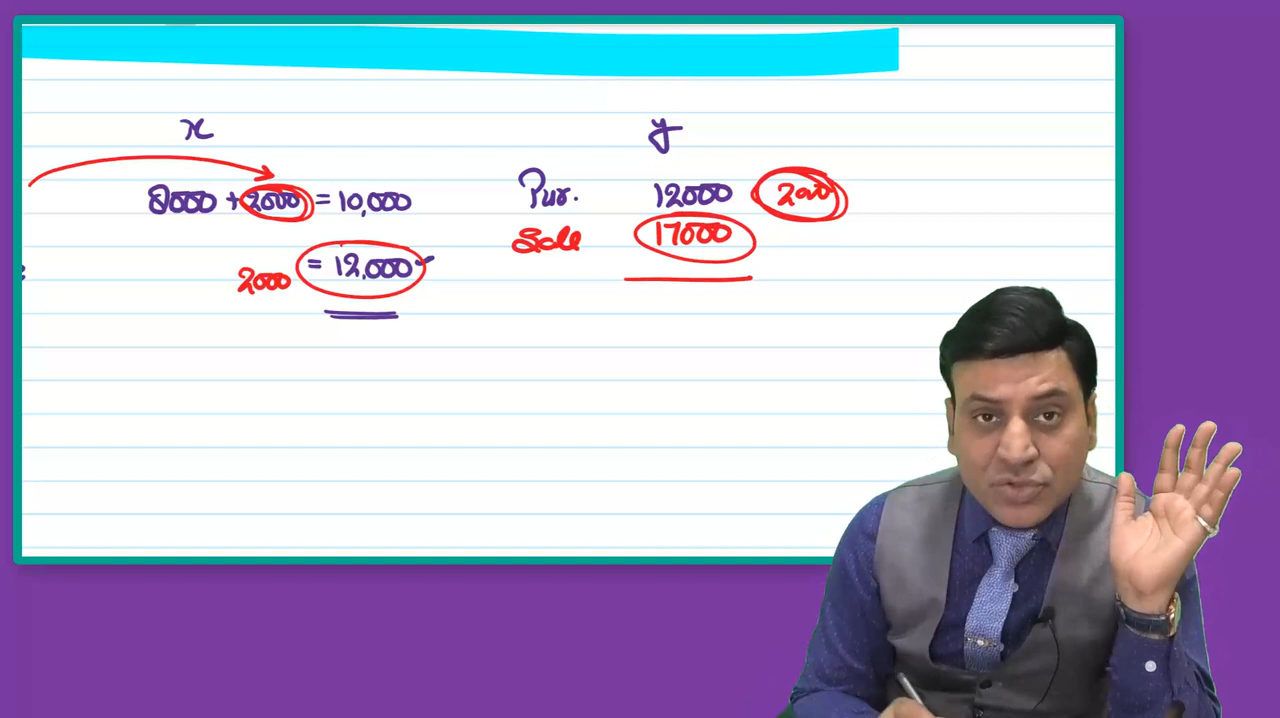 x
8000 + 2000 = 10,000
2000 = 12,000
y
Pur. 12000 2000
Sale 17000